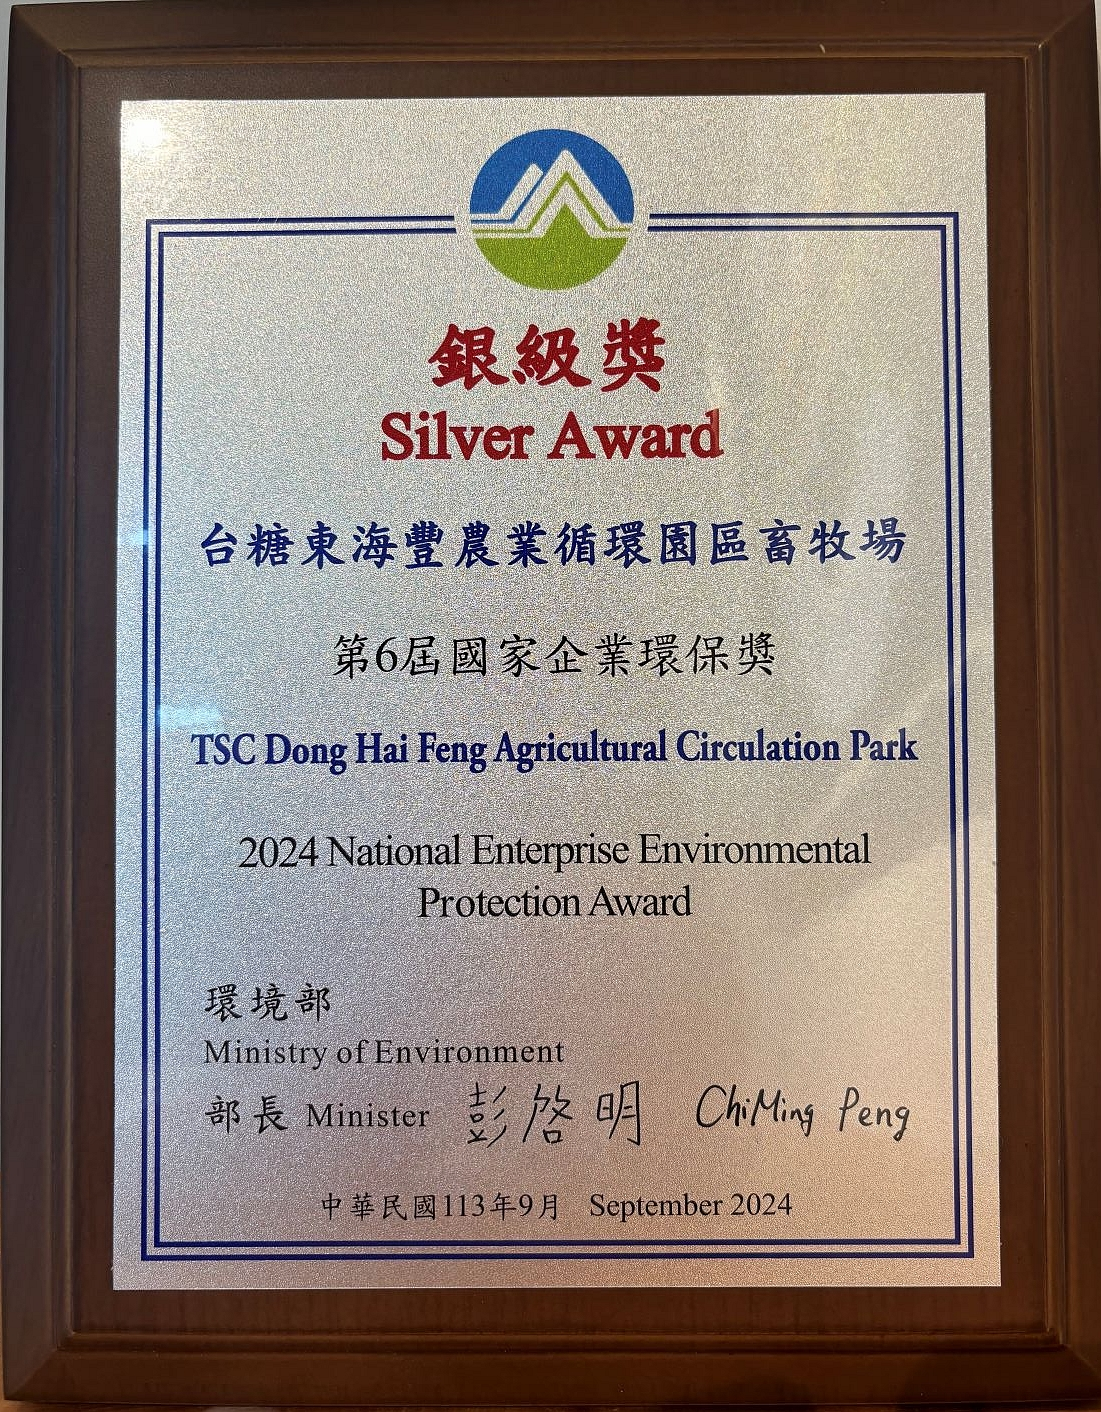 銀級獎
Silver Award
台糖東海豐農業循環園區畜牧場
第6屆國家企業環保獎
TSC Dong Hai Feng Agricultural Circulation Park
2024 National Enterprise Environmental
Protection Award
環境部
Ministry of Environment
部長 Minister 彭啓明 ChiMing Peng
中華民國113年9月 September 2024